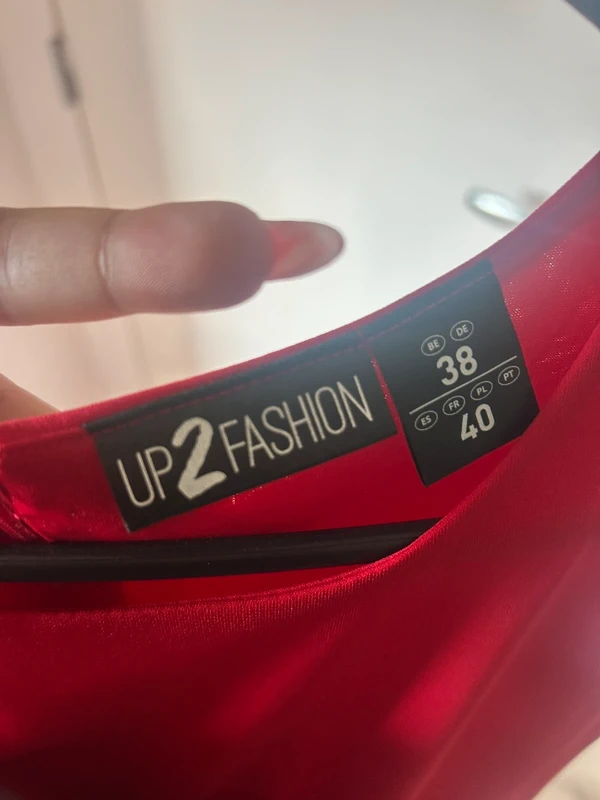 UP2FASHION
BE DE
38
ES FR PL PT
40